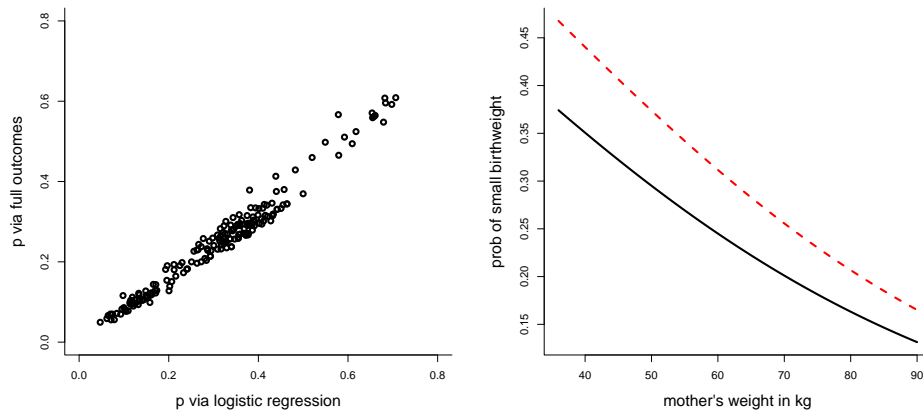 p via full outcomes
0.8
0.6
0.4
0.2
0.0
0.0 0.2 0.4 0.6 0.8
p via logistic regression
prob of small birthweight
0.45
0.40
0.35
0.30
0.25
0.20
0.15
40 50 60 70 80 90
mother's weight in kg